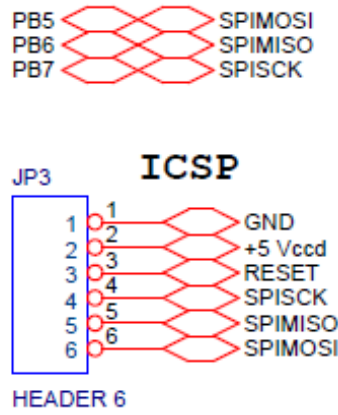 PB5 SPIMOSI
PB6 SPIMISO
PB7 SPISCK
ICSP
JP3
1 1 GND
2 2 +5 Vccd
3 3 RESET
4 4 SPISCK
5 5 SPIMISO
6 6 SPIMOSI
HEADER 6